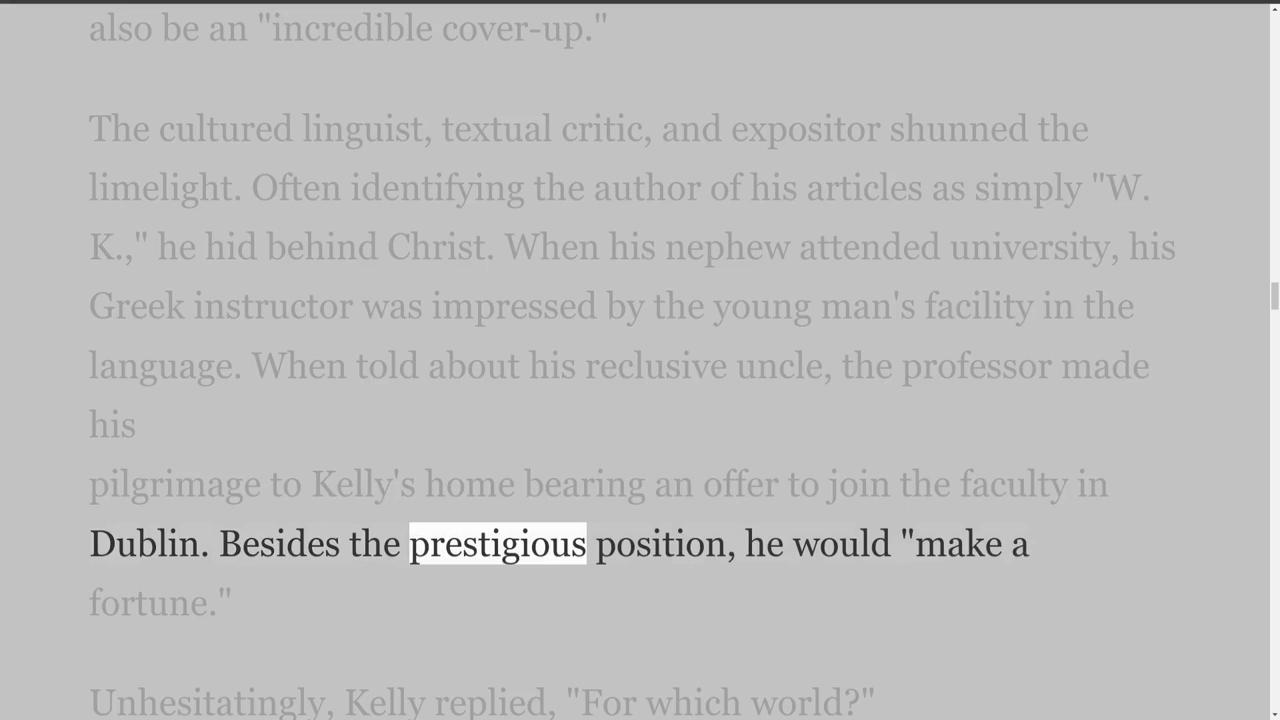 also be an "incredible cover-up."
The cultured linguist, textual critic, and expositor shunned the
limelight. Often identifying the author of his articles as simply "W.
K.," he hid behind Christ. When his nephew attended university, his
Greek instructor was impressed by the young man's facility in the
language. When told about his reclusive uncle, the professor made
his
pilgrimage to Kelly's home bearing an offer to join the faculty in
Dublin. Besides the prestigious position, he would "make a
fortune."
Unhesitatingly, Kelly replied, "For which world?"